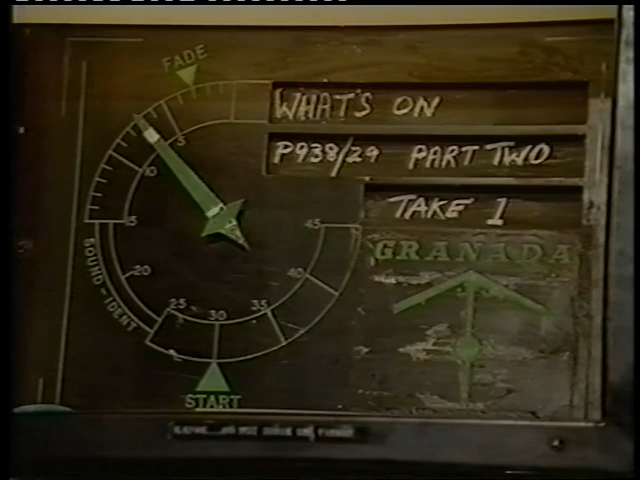 FADE
WHAT'S ON
P938/29 PART TWO
TAKE 1
GRANADA
5
10
15
20
25
30
35
40
45
SOUND-IDENT
START